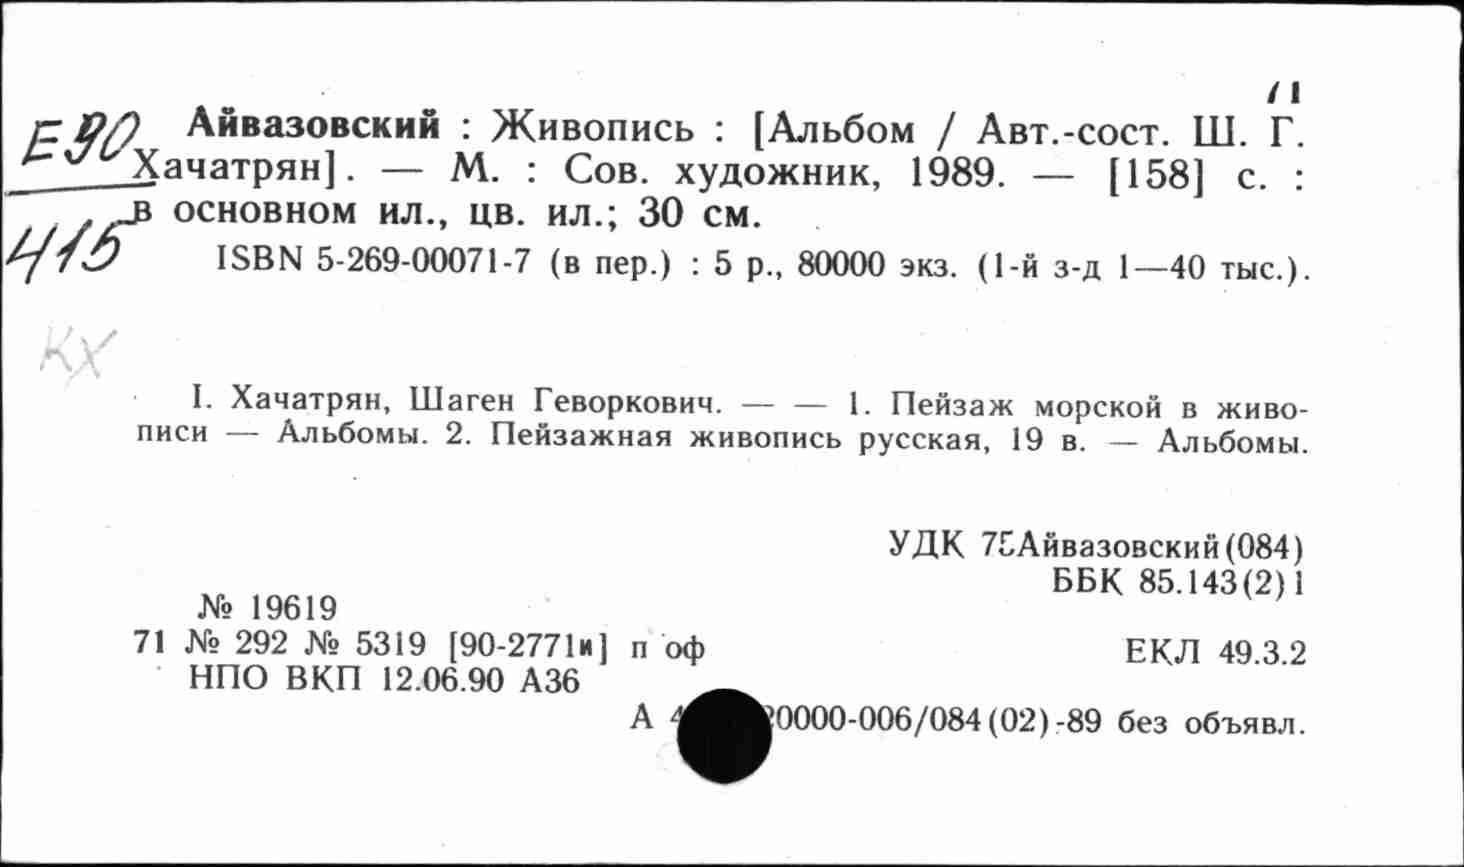 71
Е90
415
КХ
Айвазовский : Живопись : [Альбом / Авт.-сост. Ш. Г.
Хачатрян]. — М. : Сов. художник, 1989. — [158] с. :
в основном ил., цв. ил.; 30 см.
ISBN 5-269-00071-7 (в пер.) : 5 р., 80000 экз. (1-й з-д 1—40 тыс.).
I. Хачатрян, Шаген Геворкович. — — 1. Пейзаж морской в живо-
писи — Альбомы. 2. Пейзажная живопись русская, 19 в. — Альбомы.
УДК 75Айвазовский(084)
ББК 85.143(2)1
№ 19619
71 № 292 № 5319 [90-2771и] п оф
ЕКЛ 49.3.2
НПО ВКП 12.06.90 А36
А 0000-006/084(02)-89 без объявл.